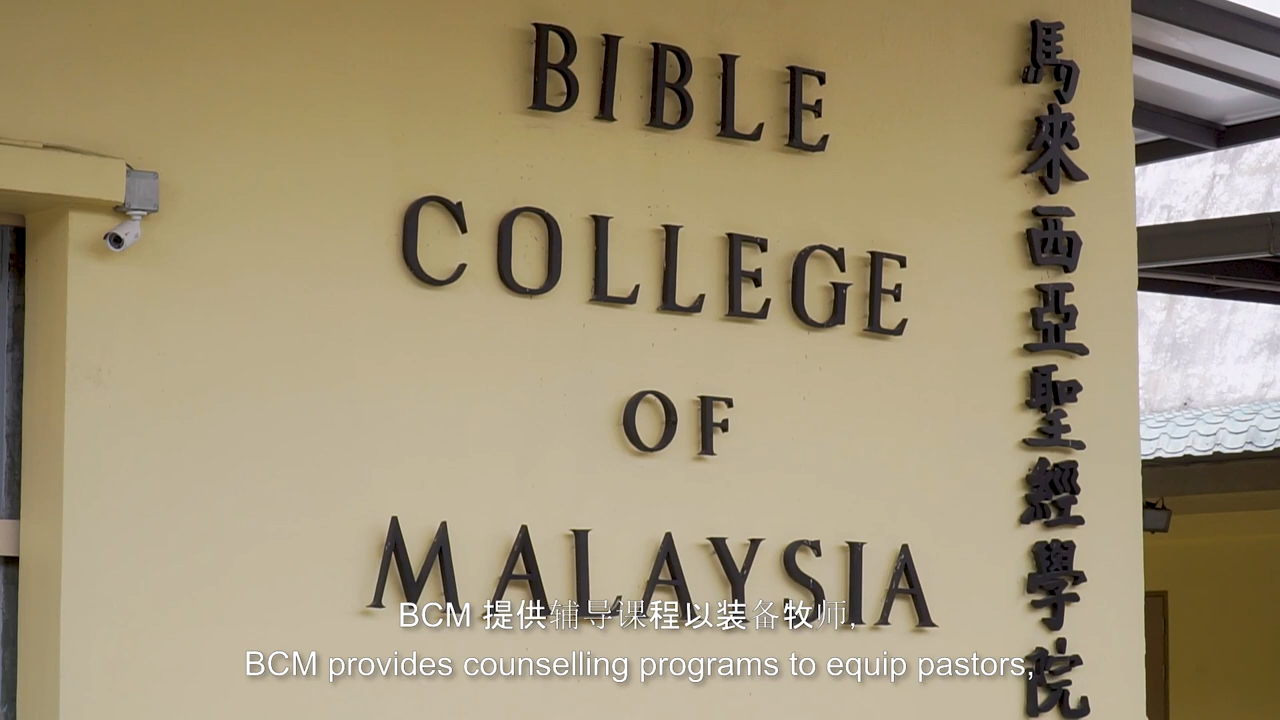 BIBLE
COLLEGE
OF
MALAYSIA
馬來西亞聖經學院
BCM 提供辅导课程以装备牧师,
BCM provides counselling programs to equip pastors,